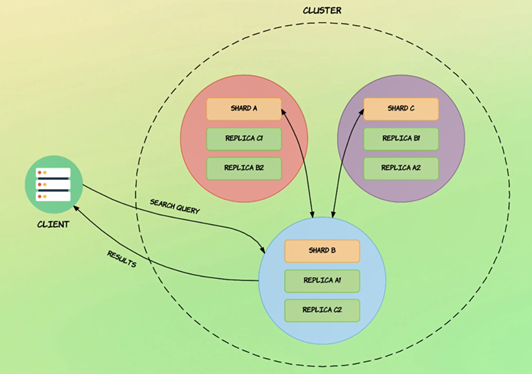 CLUSTER
SHARD A
REPLICA C1
REPLICA B2
SHARD C
REPLICA B1
REPLICA A2
CLIENT
SEARCH QUERY
RESULTS
SHARD B
REPLICA A1
REPLICA C2